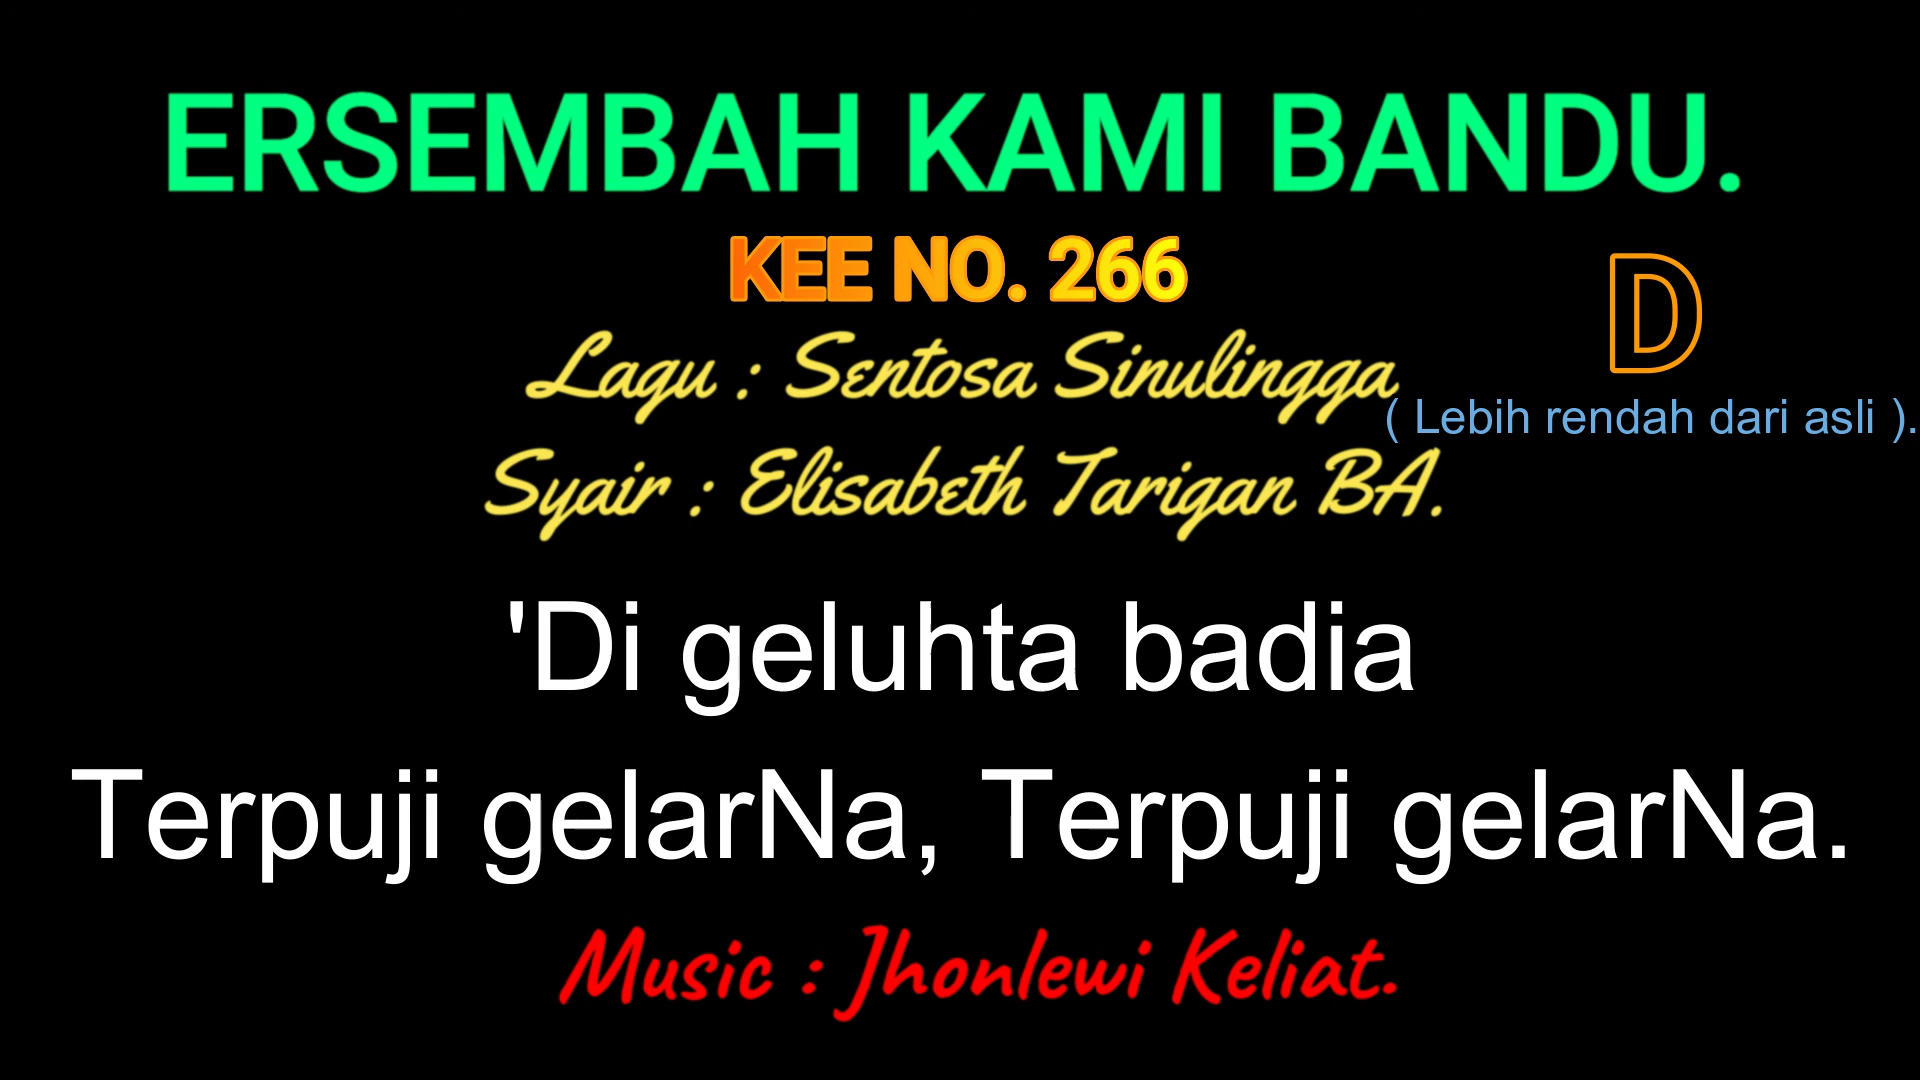 ERSEMBAH KAMI BANDU.
KEE NO. 266
D
Lagu : Sentosa Sinulingga
( Lebih rendah dari asli ).
Syair : Elisabeth Tarigan BA.
'Di geluhta badia
Terpuji gelarNa, Terpuji gelarNa.
Music : Jhonlewi Keliat.